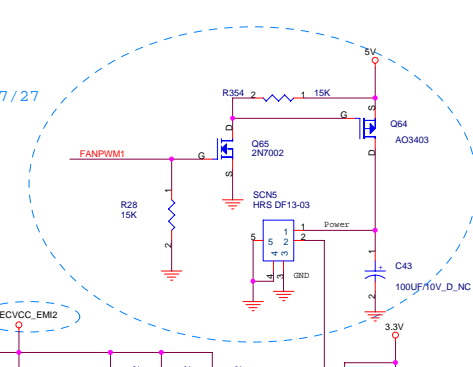 5V
R354 2 1 15K
7/27
D
G
S
Q64
AO3403
D
FANPWM1
G
Q65
2N7002
S
1
R28
15K
2
SCN5
HRS DF13-03
5
5
1
2
4
3
1
2
Power
4
3
GND
1
+
C43
100UF/10V_D_NC
2
ECVCC_EMI2
3.3V